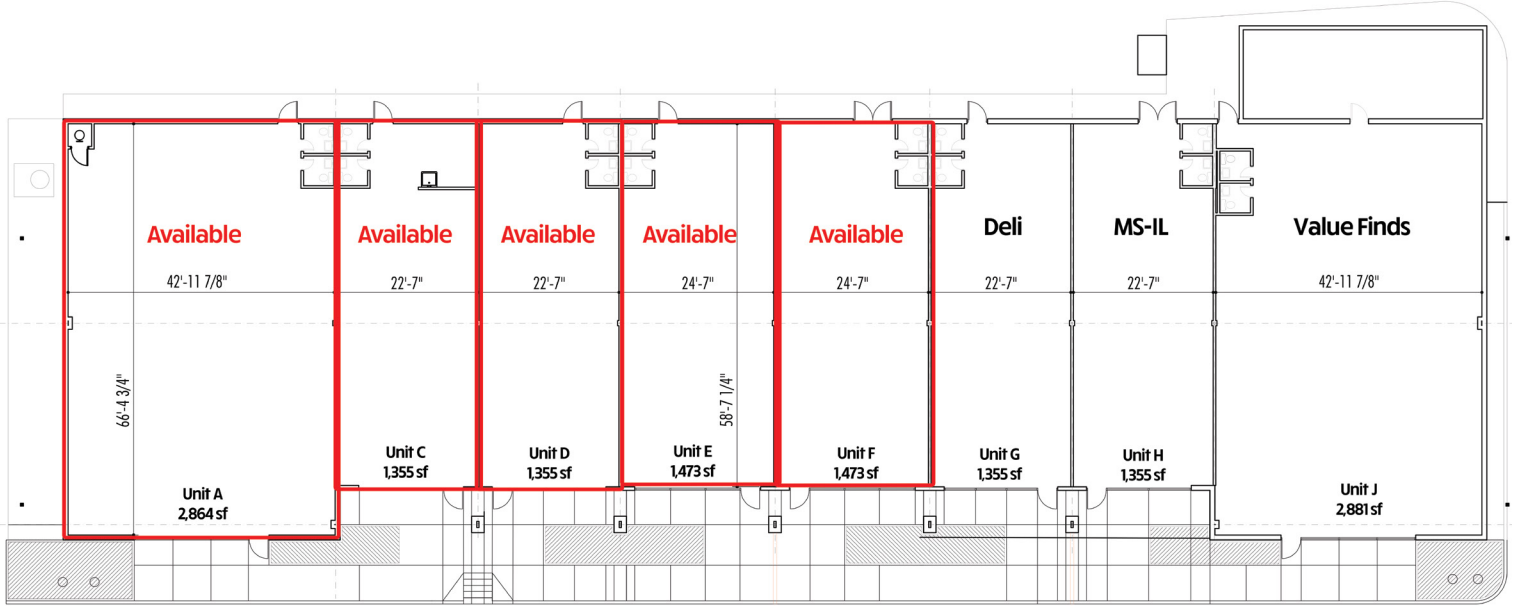 Available
Available
Available
Available
Available
Deli
MS-IL
Value Finds
42'-11 7/8"
22'-7"
22'-7"
24'-7"
24'-7"
22'-7"
22'-7"
42'-11 7/8"
66'-4 3/4"
58'-7 1/4"
Unit A
2,864 sf
Unit C
1,355 sf
Unit D
1,355 sf
Unit E
1,473 sf
Unit F
1,473 sf
Unit G
1,355 sf
Unit H
1,355 sf
Unit J
2,881 sf